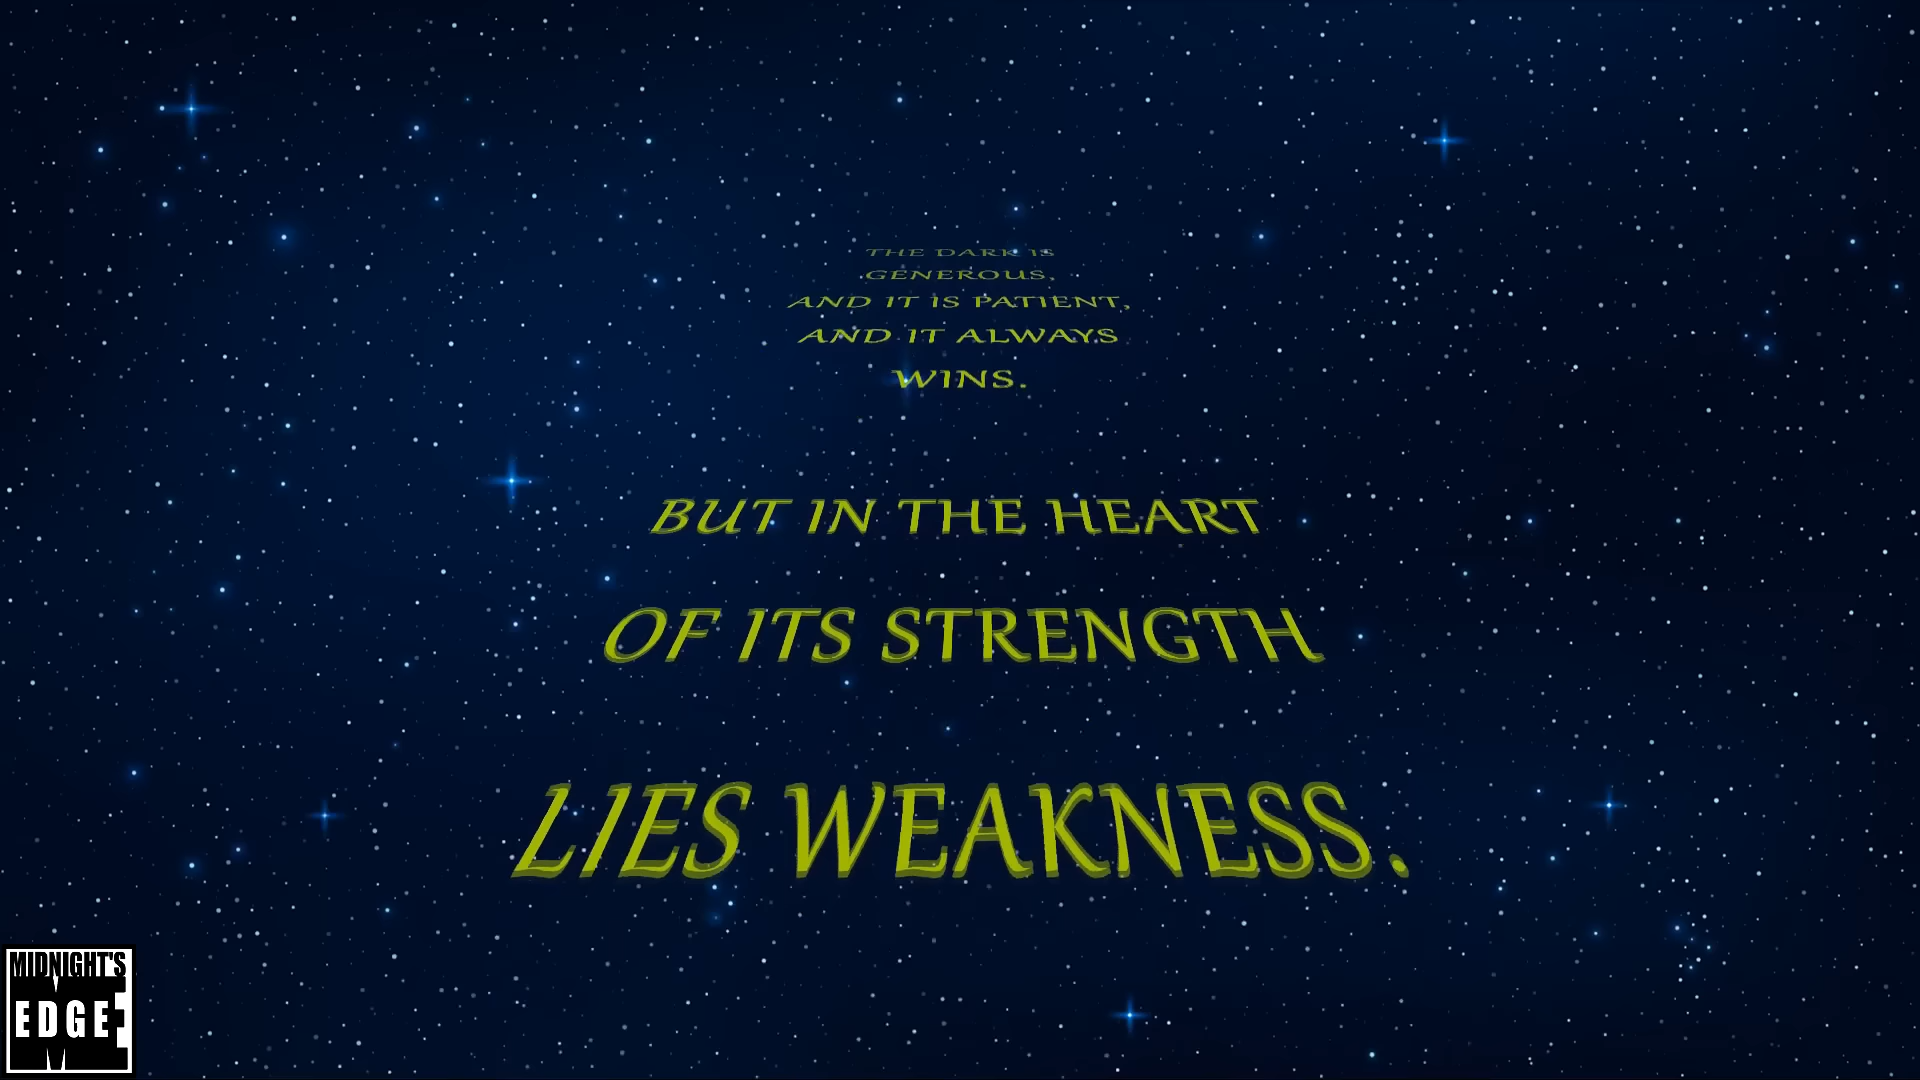 THE DARK IS
GENEROUS,
AND IT IS PATIENT,
AND IT ALWAYS
WINS.
BUT IN THE HEART
OF ITS STRENGTH
LIES WEAKNESS.
MIDNIGHT'S
EDGE